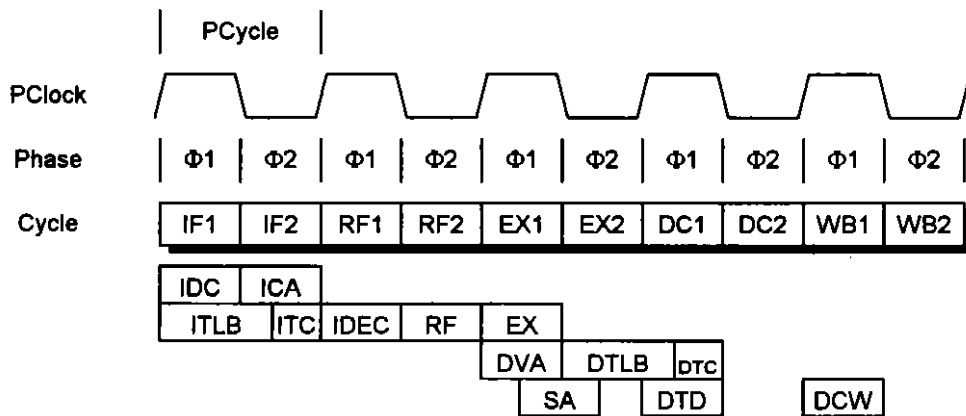 PCycle
PClock
Phase Φ1 Φ2 Φ1 Φ2 Φ1 Φ2 Φ1 Φ2 Φ1 Φ2
Cycle IF1 IF2 RF1 RF2 EX1 EX2 DC1 DC2 WB1 WB2
IDC ICA
ITLB ITC IDEC RF EX
DVA DTLB DTC
SA DTD DCW